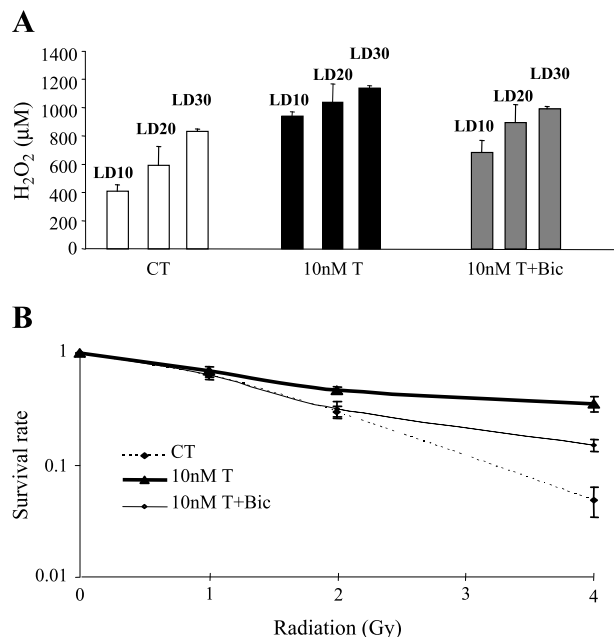 A
1400
1200
1000
800
600
400
200
0
H₂O₂ (μM)
LD10
LD20
LD30
LD10
LD20
LD30
LD10
LD20
LD30
CT
10nM T
10nM T+Bic
B
1
0.1
0.01
Survival rate
CT
10nM T
10nM T+Bic
0
1
2
3
4
Radiation (Gy)